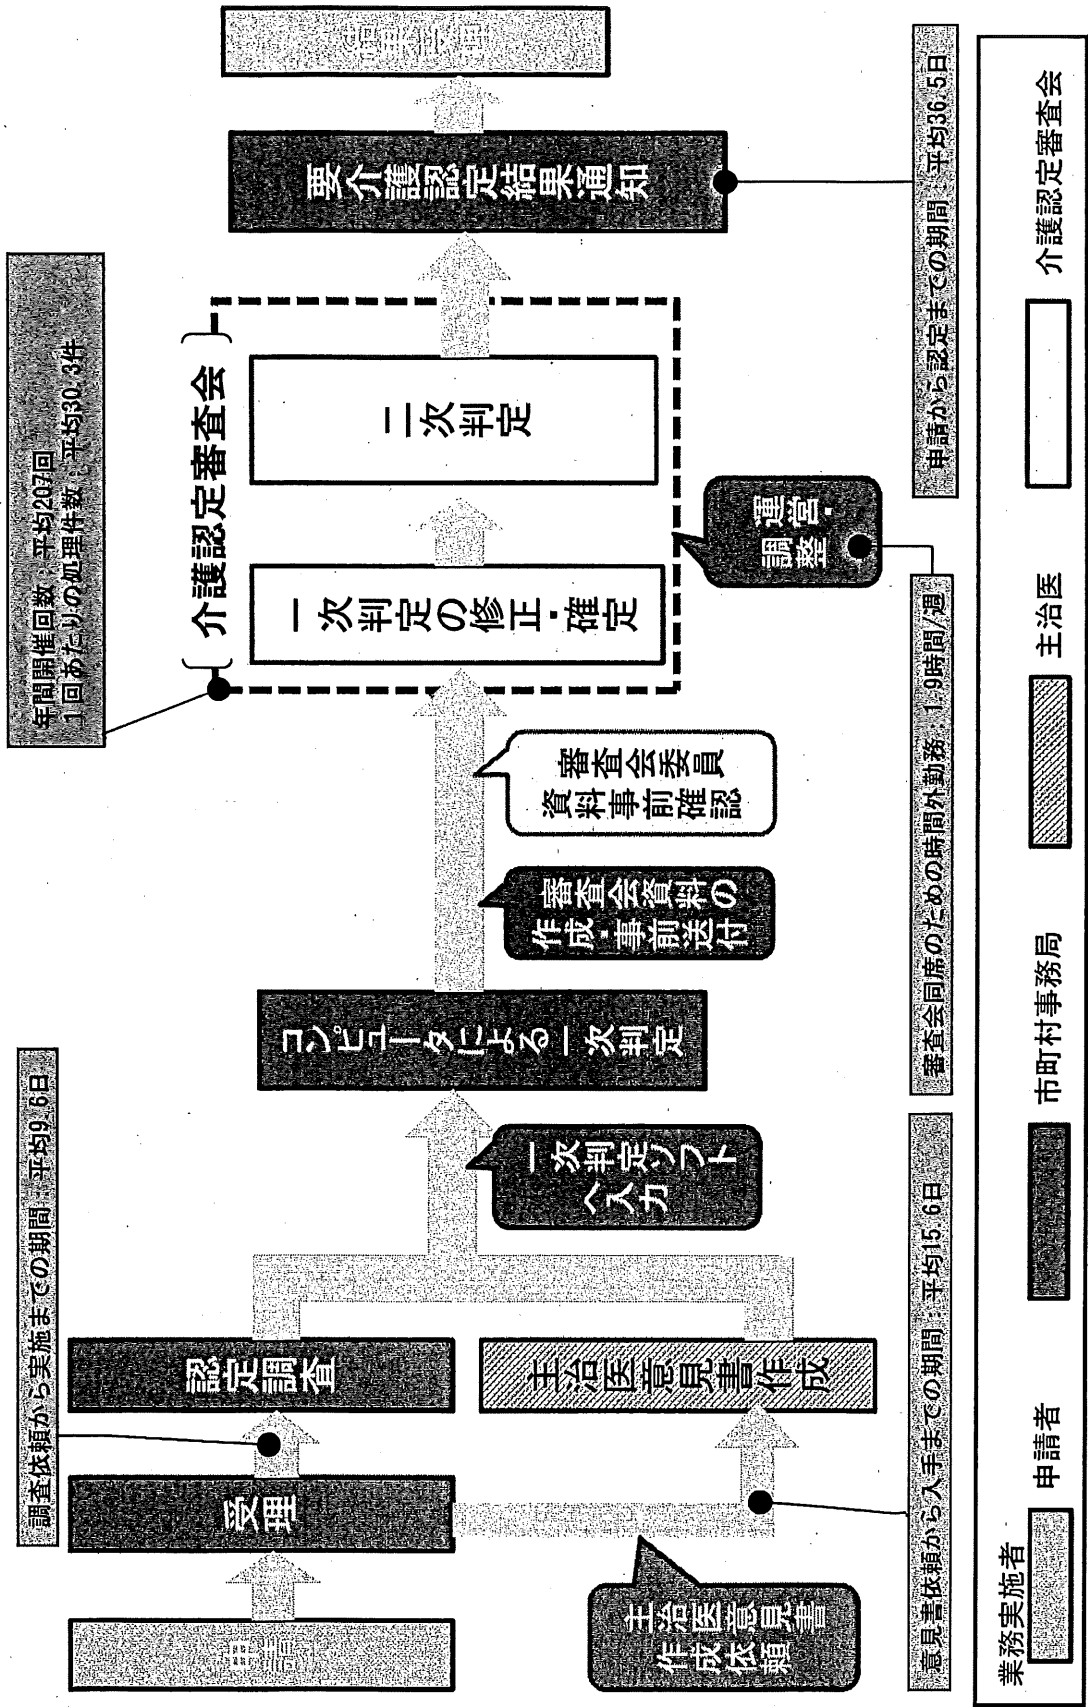 申請
受理
調査依頼から実施までの期間：平均9.6日
認定調査
主治医意見書
作成依頼
主治医意見書作成
意見書依頼から入手までの期間：平均15.6日
一次判定ソフト
へ入力
コンピュータによる一次判定
審査会資料の
作成・事前送付
審査会委員
資料事前確認
年間開催回数：平均207回
1回あたりの処理件数：平均30.3件
介護認定審査会
一次判定の修正・確定
二次判定
運営・
調整
審査会同席のための時間外勤務：1.9時間/週
要介護認定結果通知
申請から認定までの期間：平均36.5日
結果受理
業務実施者
申請者
市町村事務局
主治医
介護認定審査会